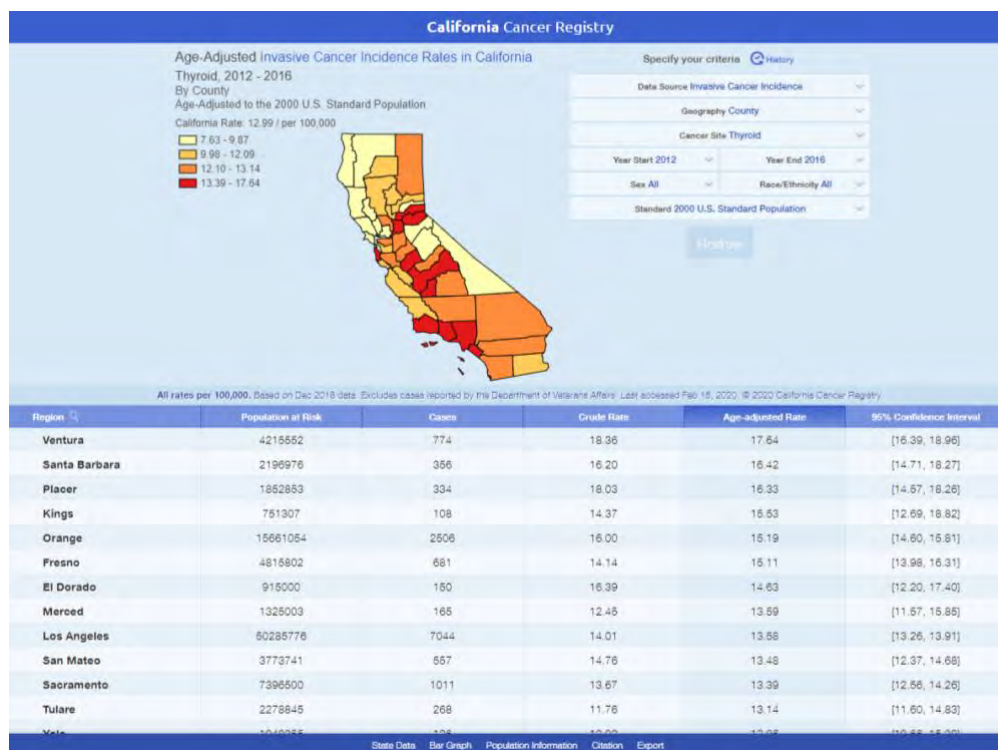 California Cancer Registry
Age-Adjusted Invasive Cancer Incidence Rates in California
Thyroid, 2012 - 2016
By County
Age-Adjusted to the 2000 U.S. Standard Population
California Rate: 12.99 / per 100,000
7.63 - 9.87
9.98 - 12.09
12.10 - 13.14
13.39 - 17.64
Specify your criteria History
Data Source Invasive Cancer Incidence
Geography County
Cancer Site Thyroid
Year Start 2012 Year End 2016
Sex All Race/Ethnicity All
Standard 2000 U.S. Standard Population
All rates per 100,000. Based on Dec 2018 data. Excludes cases reported by the Department of Veterans Affairs. Last accessed Feb 18, 2020. © 2020 California Cancer Registry
Region Population at Risk Cases Crude Rate Age-adjusted Rate 95% Confidence Interval
Ventura 4215552 774 18.36 17.64 [16.39, 18.96]
Santa Barbara 2196976 356 16.20 16.42 [14.71, 18.27]
Placer 1852853 334 18.03 16.33 [14.57, 18.26]
Kings 751307 108 14.37 15.53 [12.69, 18.82]
Orange 15661054 2506 16.00 15.19 [14.60, 15.81]
Fresno 4815802 681 14.14 15.11 [13.98, 16.31]
El Dorado 915000 150 16.39 14.63 [12.20, 17.40]
Merced 1325003 165 12.45 13.59 [11.57, 15.85]
Los Angeles 50285776 7044 14.01 13.58 [13.26, 13.91]
San Mateo 3773741 557 14.76 13.48 [12.37, 14.68]
Sacramento 7396500 1011 13.67 13.39 [12.56, 14.26]
Tulare 2278845 268 11.76 13.14 [11.60, 14.83]
State Data Bar Graph Population Information Citation Export